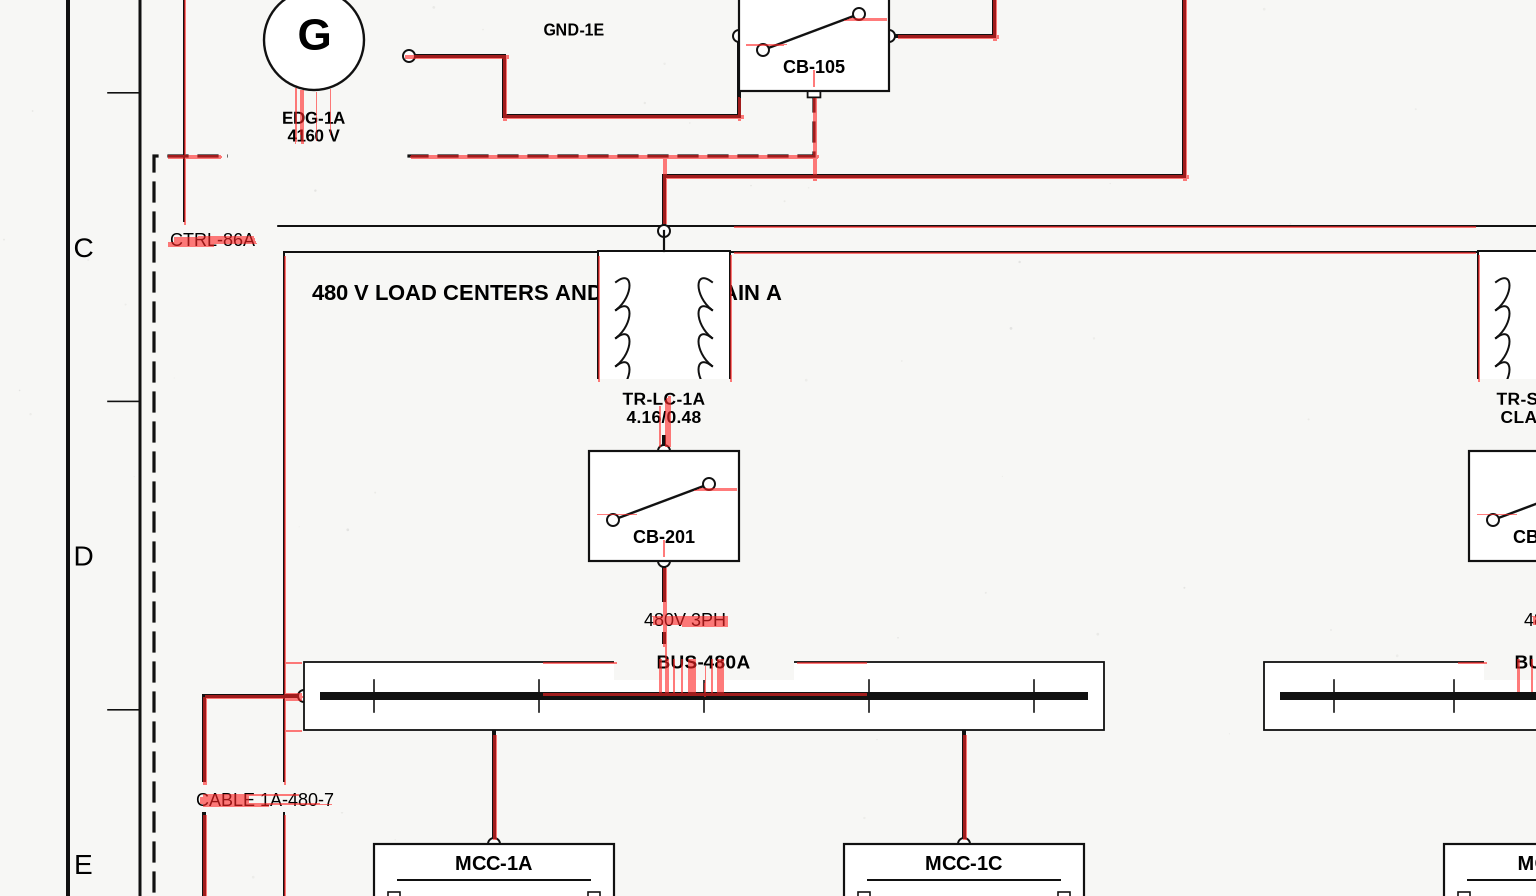 G
GND-1E
CB-105
EDG-1A
4160 V
C
CTRL-86A
480 V LOAD CENTERS AND
AIN A
TR-LC-1A
4.16/0.48
TR-S
CLA
CB-201
CB
D
480V 3PH
48
BUS-480A
BU
CABLE 1A-480-7
E
MCC-1A
MCC-1C
MC